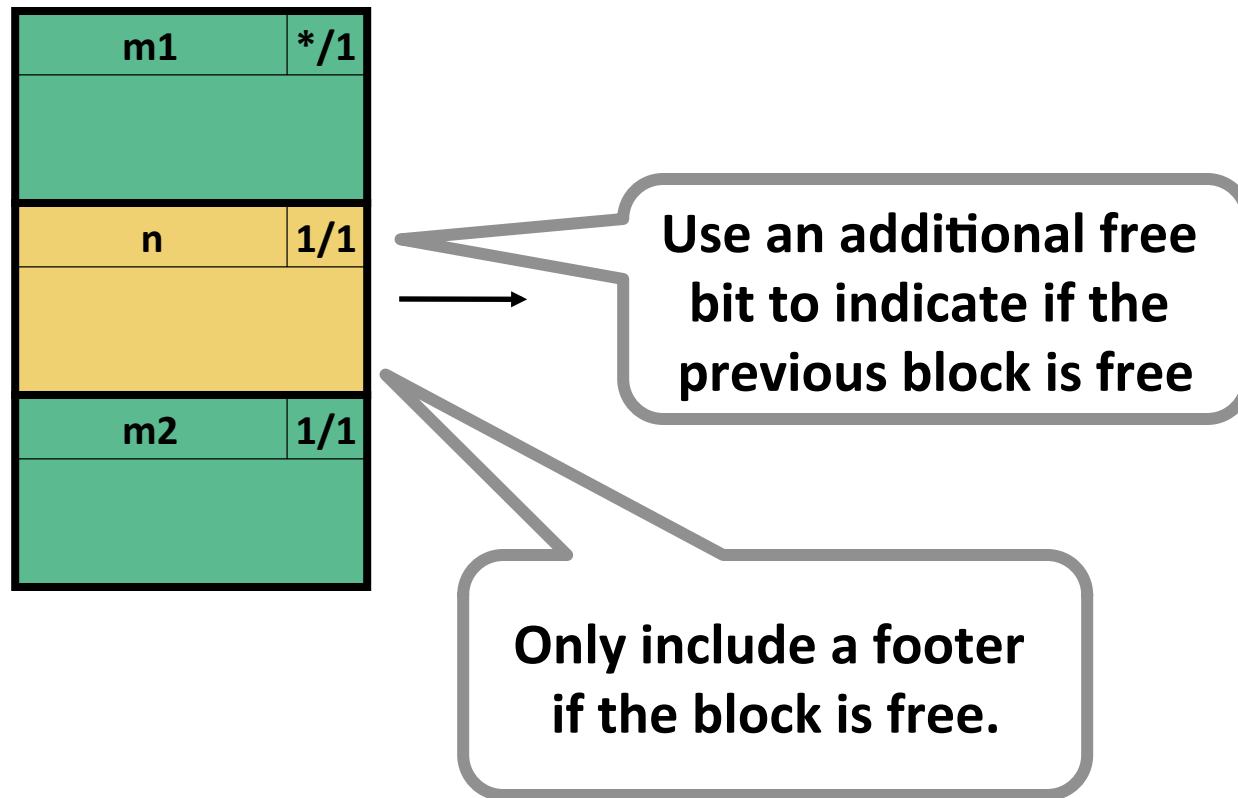 m1 */1
n 1/1
m2 1/1
Use an additional free
bit to indicate if the
previous block is free
Only include a footer
if the block is free.